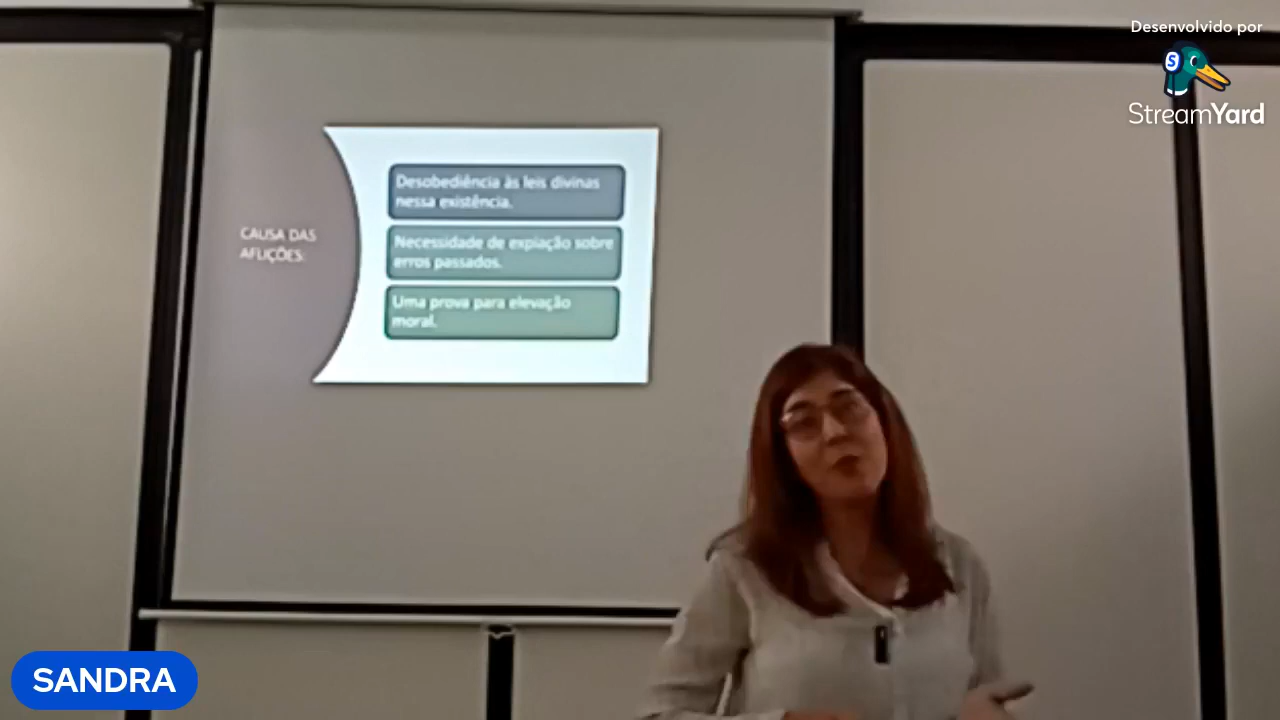 Desenvolvido por
StreamYard
CAUSA DAS
AFLIÇÕES.
Desobediência às leis divinas
nessa existência.
Necessidade de expiação sobre
erros passados.
Uma prova para elevação
moral.
SANDRA